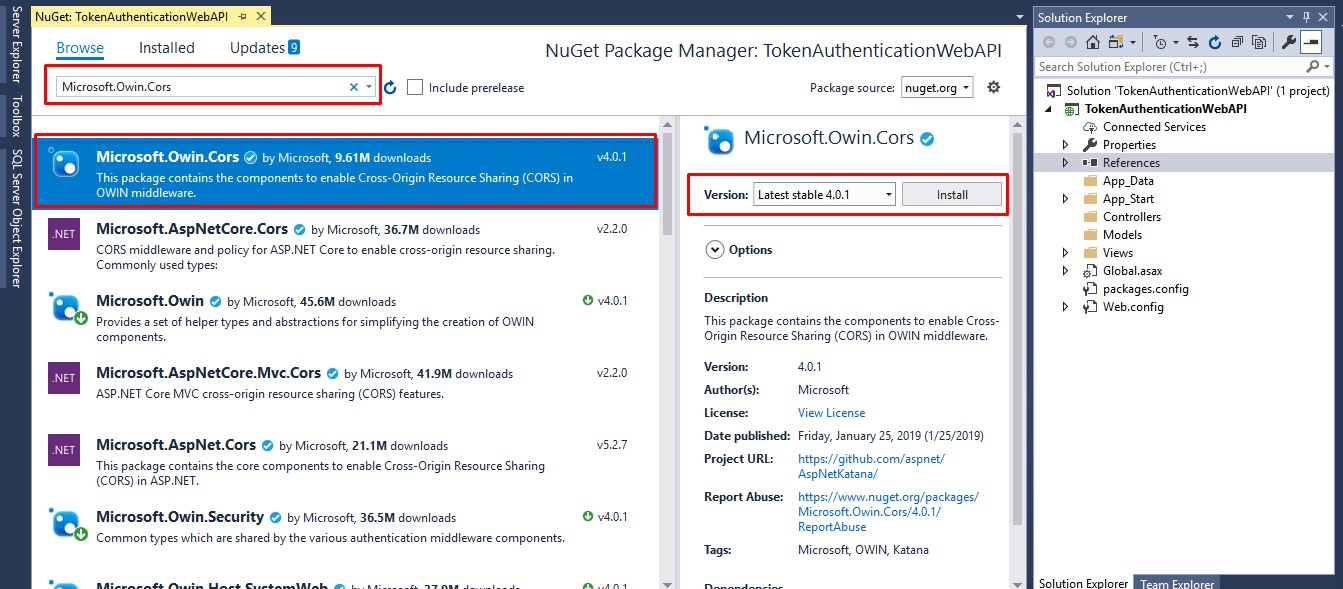 NuGet: TokenAuthenticationWebAPI
Browse
Installed
Updates 9
NuGet Package Manager: TokenAuthenticationWebAPI
Microsoft.Owin.Cors
Include prerelease
Package source: nuget.org
Server Explorer
Toolbox
SQL Server Object Explorer
Microsoft.Owin.Cors by Microsoft, 9.61M downloads v4.0.1
This package contains the components to enable Cross-Origin Resource Sharing (CORS) in
OWIN middleware.
.NET
Microsoft.AspNetCore.Cors by Microsoft, 36.7M downloads v2.2.0
CORS middleware and policy for ASP.NET Core to enable cross-origin resource sharing.
Commonly used types:
Microsoft.Owin by Microsoft, 45.6M downloads v4.0.1
Provides a set of helper types and abstractions for simplifying the creation of OWIN
components.
.NET
Microsoft.AspNetCore.Mvc.Cors by Microsoft, 41.9M downloads v2.2.0
ASP.NET Core MVC cross-origin resource sharing (CORS) features.
.NET
Microsoft.AspNet.Cors by Microsoft, 21.1M downloads v5.2.7
This package contains the core components to enable Cross-Origin Resource Sharing
(CORS) in ASP.NET.
Microsoft.Owin.Security by Microsoft, 36.5M downloads v4.0.1
Common types which are shared by the various authentication middleware components.
Microsoft.Owin.Host.SystemWeb by Microsoft, 37.9M downloads v4.0.1
Microsoft.Owin.Cors
Version: Latest stable 4.0.1 Install
Options
Description
This package contains the components to enable Cross-
Origin Resource Sharing (CORS) in OWIN middleware.
Version: 4.0.1
Author(s): Microsoft
License: View License
Date published: Friday, January 25, 2019 (1/25/2019)
Project URL: https://github.com/aspnet/
AspNetKatana/
Report Abuse: https://www.nuget.org/packages/
Microsoft.Owin.Cors/4.0.1/
ReportAbuse
Tags: Microsoft, OWIN, Katana
Dependencies
Solution Explorer
Search Solution Explorer (Ctrl+;)
Solution 'TokenAuthenticationWebAPI' (1 project)
TokenAuthenticationWebAPI
Connected Services
Properties
References
App_Data
App_Start
Controllers
Models
Views
Global.asax
packages.config
Web.config
Solution Explorer
Team Explorer